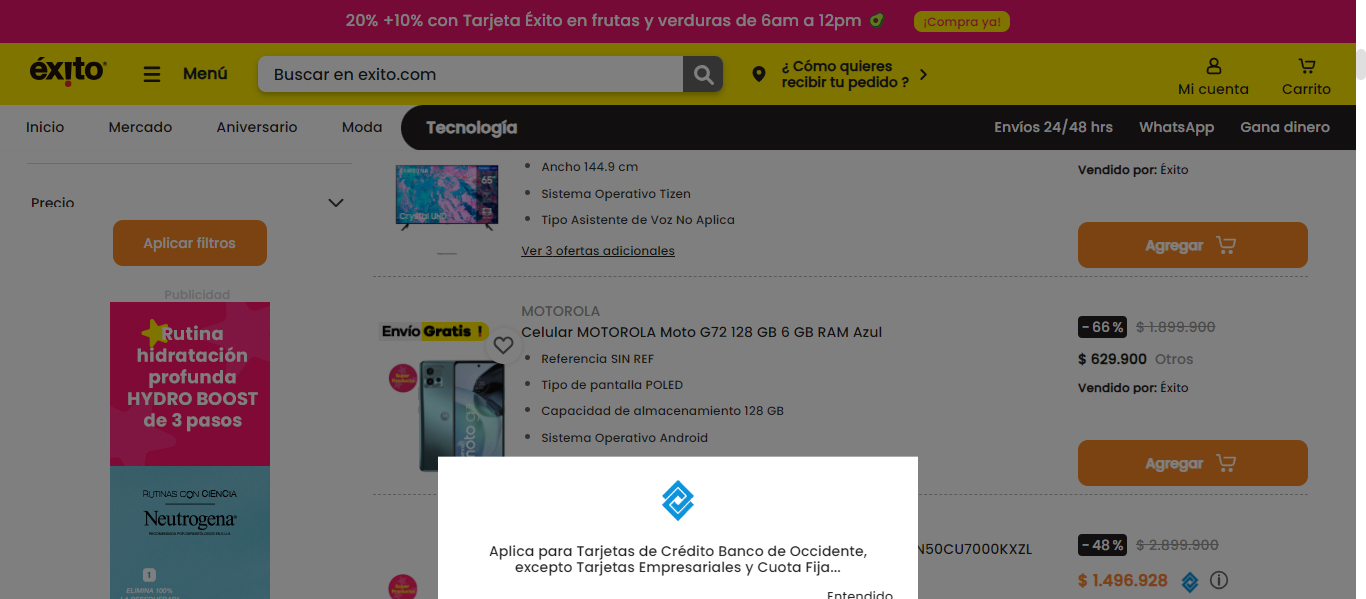 20% +10% con Tarjeta Éxito en frutas y verduras de 6am a 12pm
¡Compra ya!
éxito
Menú
Buscar en exito.com
¿ Cómo quieres
recibir tu pedido ?
Mi cuenta
Carrito
Inicio
Mercado
Aniversario
Moda
Tecnología
Envíos 24/48 hrs
WhatsApp
Gana dinero
Precio
Aplicar filtros
Publicidad
Rutina
hidratación
profunda
HYDRO BOOST
de 3 pasos
RUTINAS CON CIENCIA
Neutrogena
1
ELIMINA 100%
65"
Crystal UHD
Ancho 144.9 cm
Sistema Operativo Tizen
Tipo Asistente de Voz No Aplica
Ver 3 ofertas adicionales
Vendido por: Éxito
Agregar
Envío Gratis !
MOTOROLA
Celular MOTOROLA Moto G72 128 GB 6 GB RAM Azul
Referencia SIN REF
Tipo de pantalla POLED
Capacidad de almacenamiento 128 GB
Sistema Operativo Android
moto g
- 66 % $ 1.899.900
$ 629.900 Otros
Vendido por: Éxito
Agregar
N50CU7000KXZL
- 48 % $ 2.899.900
$ 1.496.928
Aplica para Tarjetas de Crédito Banco de Occidente,
excepto Tarjetas Empresariales y Cuota Fija...
Entendido